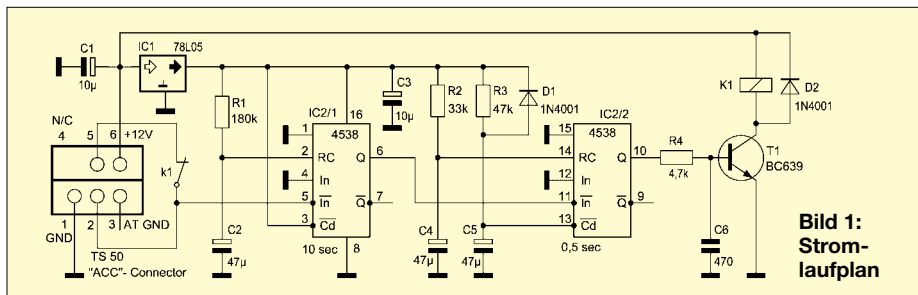 C1
10µ
IC1
78L05
N/C
4
5
6
+12V
k1
1
2
3
AT GND
GND
TS 50
"ACC"- Connector
R1
180k
C2
47µ
IC2/1
4538
16
1
2
RC
Q
6
4
In
5
In
Q
7
3
Cd
10 sec
8
C3
10µ
R2
33k
R3
47k
D1
1N4001
C4
47µ
C5
47µ
IC2/2
4538
15
14
RC
Q
10
12
In
11
In
Q
9
13
Cd
0,5 sec
R4
4,7k
K1
D2
1N4001
T1
BC639
C6
470
Bild 1:
Strom-
laufplan